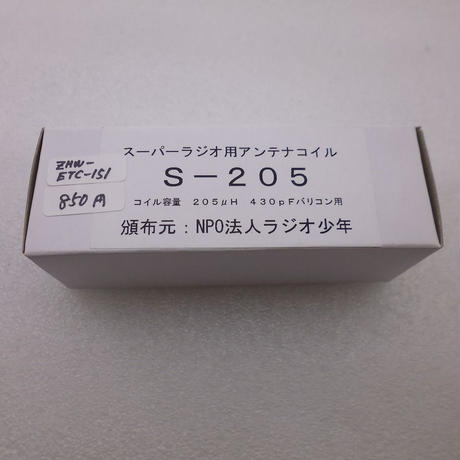 スーパーラジオ用アンテナコイル
S-205
コイル容量 205μH 430pFバリコン用
頒布元：NPO法人ラジオ少年
ZHW-
ETC-151
850円